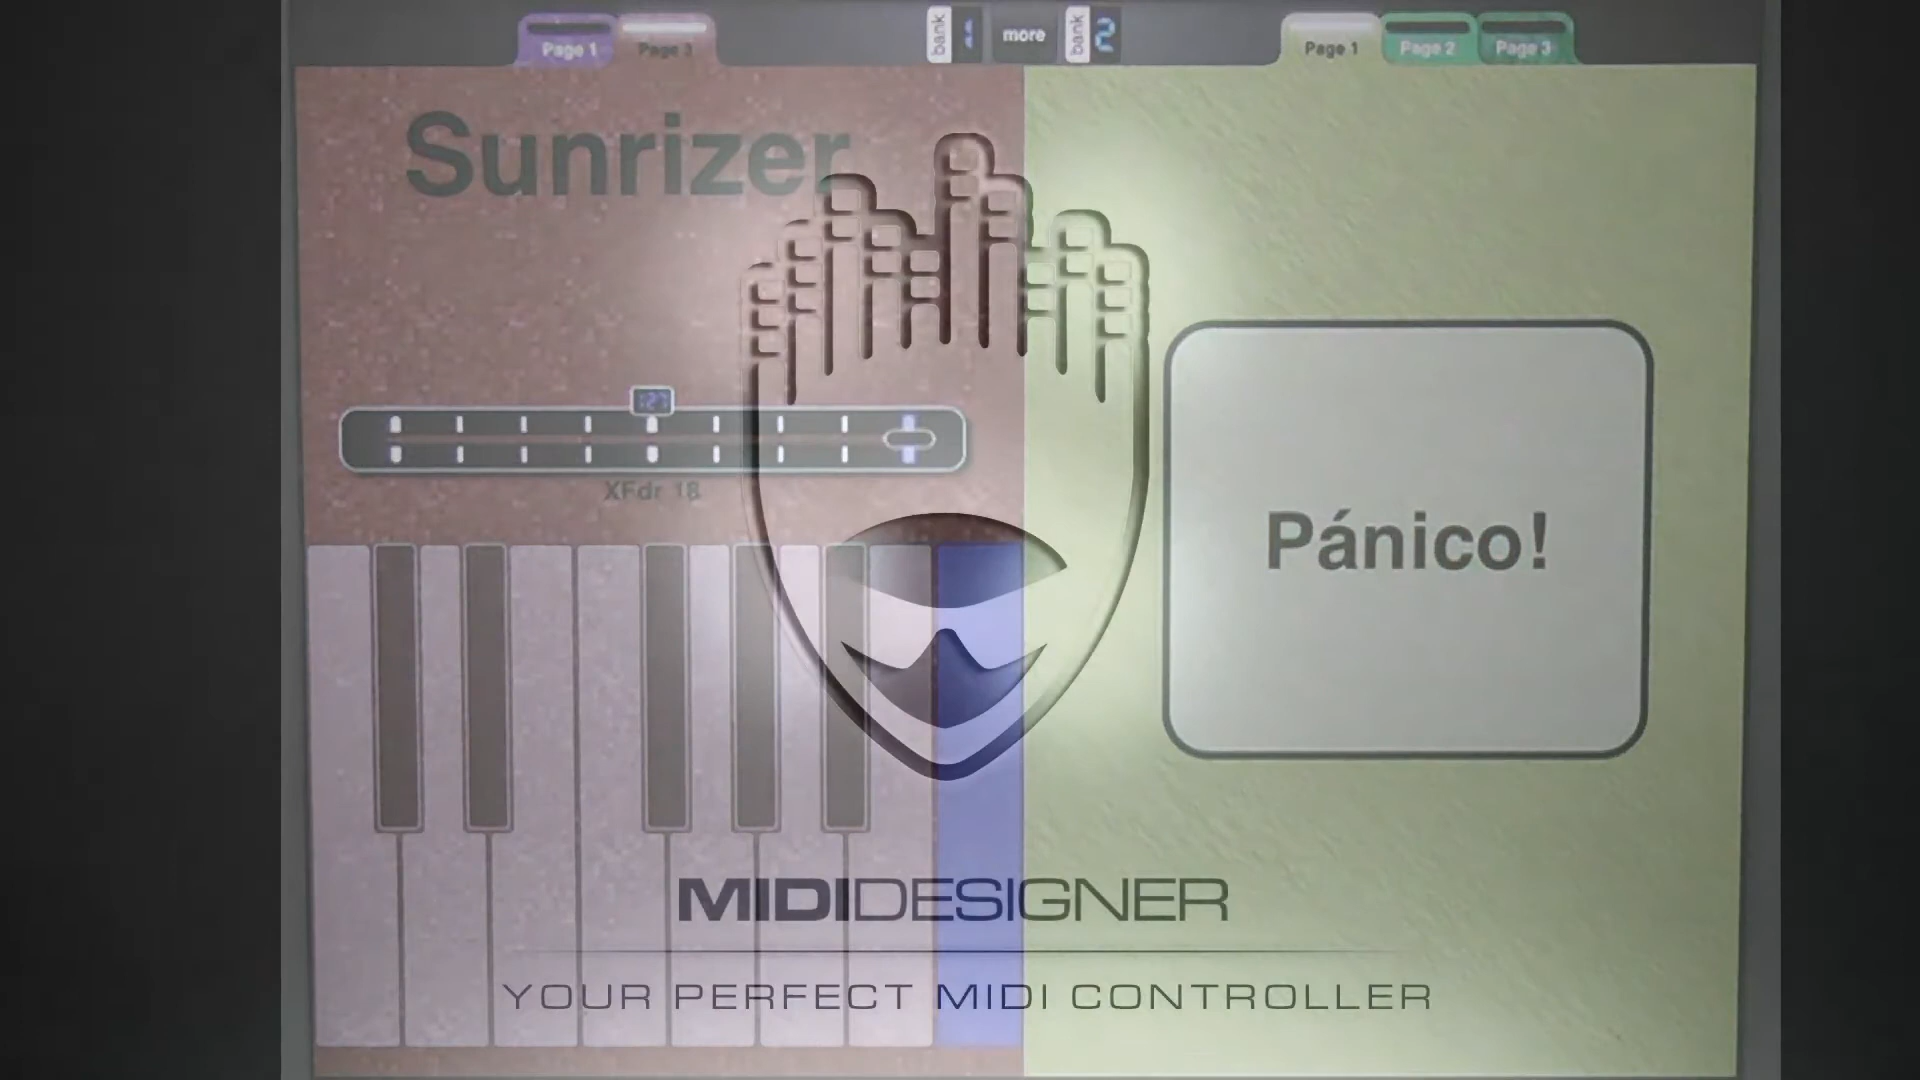 Page 1
Page 3
bank
1
more
bank
2
Page 1
Page 2
Page 3
Sunrizer
127
XFdr 18
Pánico!
MIDIDESIGNER
YOUR PERFECT MIDI CONTROLLER